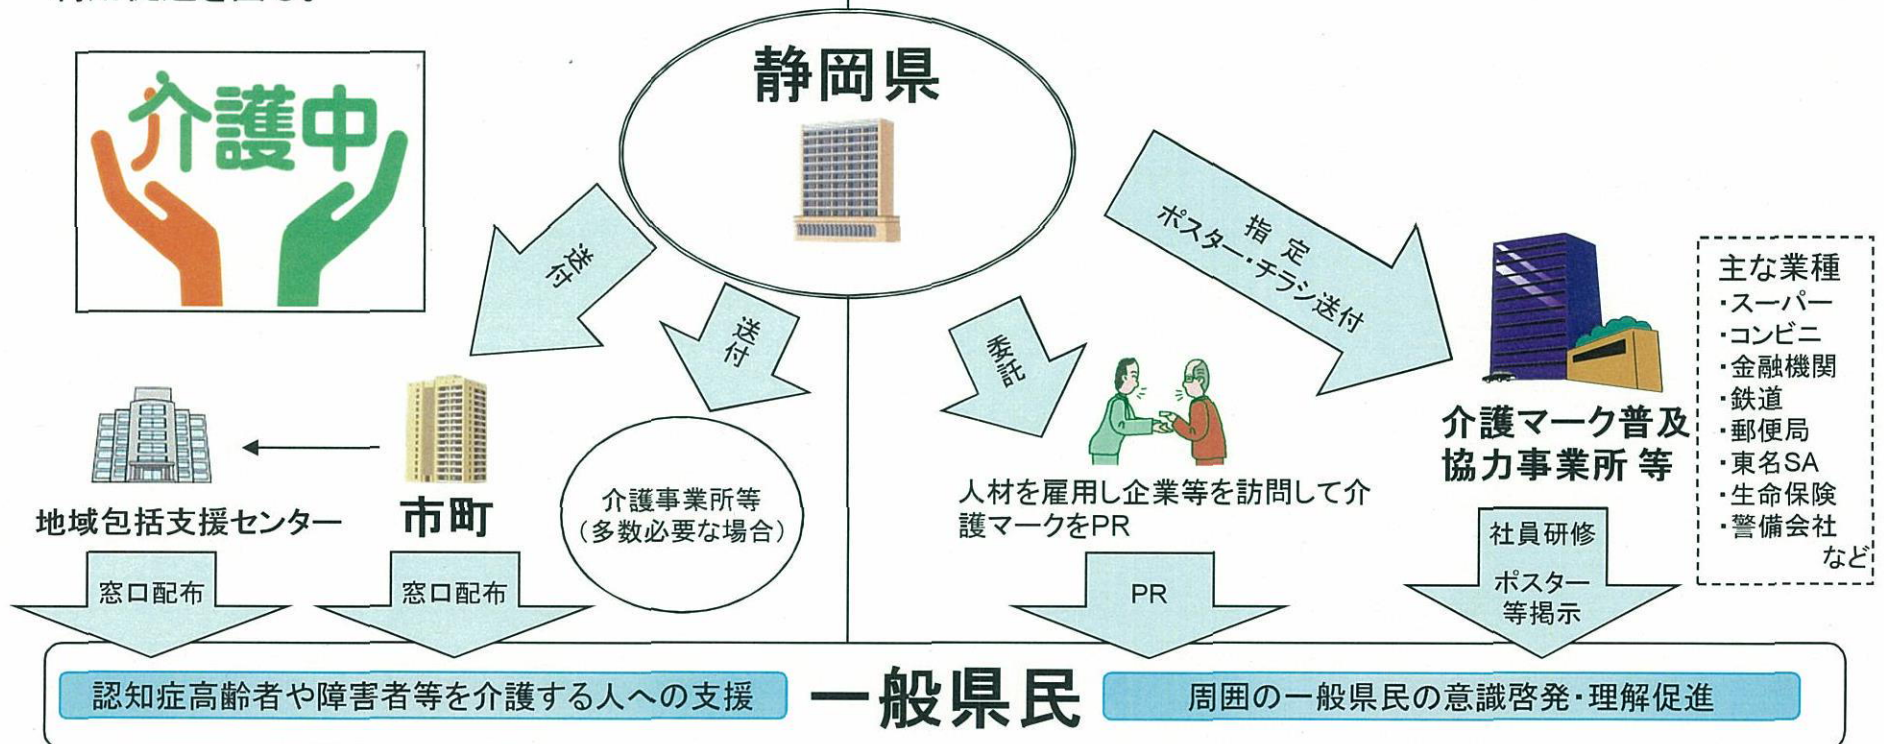 介護中
静岡県
送付
送付
委託
指定
ポスター・チラシ送付
主な業種
・スーパー
・コンビニ
・金融機関
・鉄道
・郵便局
・東名SA
・生命保険
・警備会社
など
地域包括支援センター
市町
介護事業所等
(多数必要な場合)
人材を雇用し企業等を訪問して介
護マークをPR
介護マーク普及
協力事業所 等
窓口配布
窓口配布
PR
社員研修
ポスター
等掲示
認知症高齢者や障害者等を介護する人への支援
一般県民
周囲の一般県民の意識啓発・理解促進